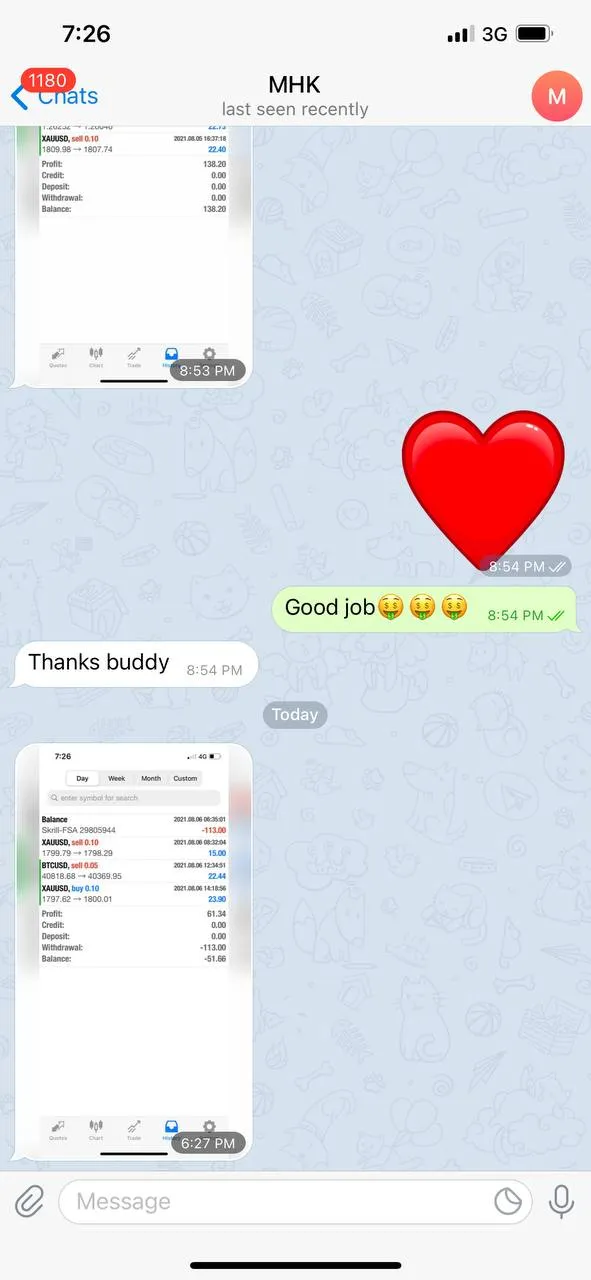 7:26
3G
1180
Chats
MHK
last seen recently
M
XAUUSD, sell 0.10 2021.08.05 16:37:18
1809.98 → 1807.74 22.40
Profit: 138.20
Credit: 0.00
Deposit: 0.00
Withdrawal: 0.00
Balance: 138.20
Quotes Chart Trade
8:53 PM
8:54 PM
Good job🤑🤑🤑 8:54 PM
Thanks buddy 8:54 PM
Today
7:26 4G
Day Week Month Custom
enter symbol for search
Balance 2021.08.06 06:35:01
Skrill-FSA 29805944 -113.00
XAUUSD, sell 0.10 2021.08.06 08:32:04
1799.79 → 1798.29 15.00
BTCUSD, sell 0.05 2021.08.06 12:34:51
40818.68 → 40369.95 22.44
XAUUSD, buy 0.10 2021.08.06 14:18:56
1797.62 → 1800.01 23.90
Profit: 61.34
Credit: 0.00
Deposit: 0.00
Withdrawal: -113.00
Balance: -51.66
Quotes Chart Trade
6:27 PM
Message